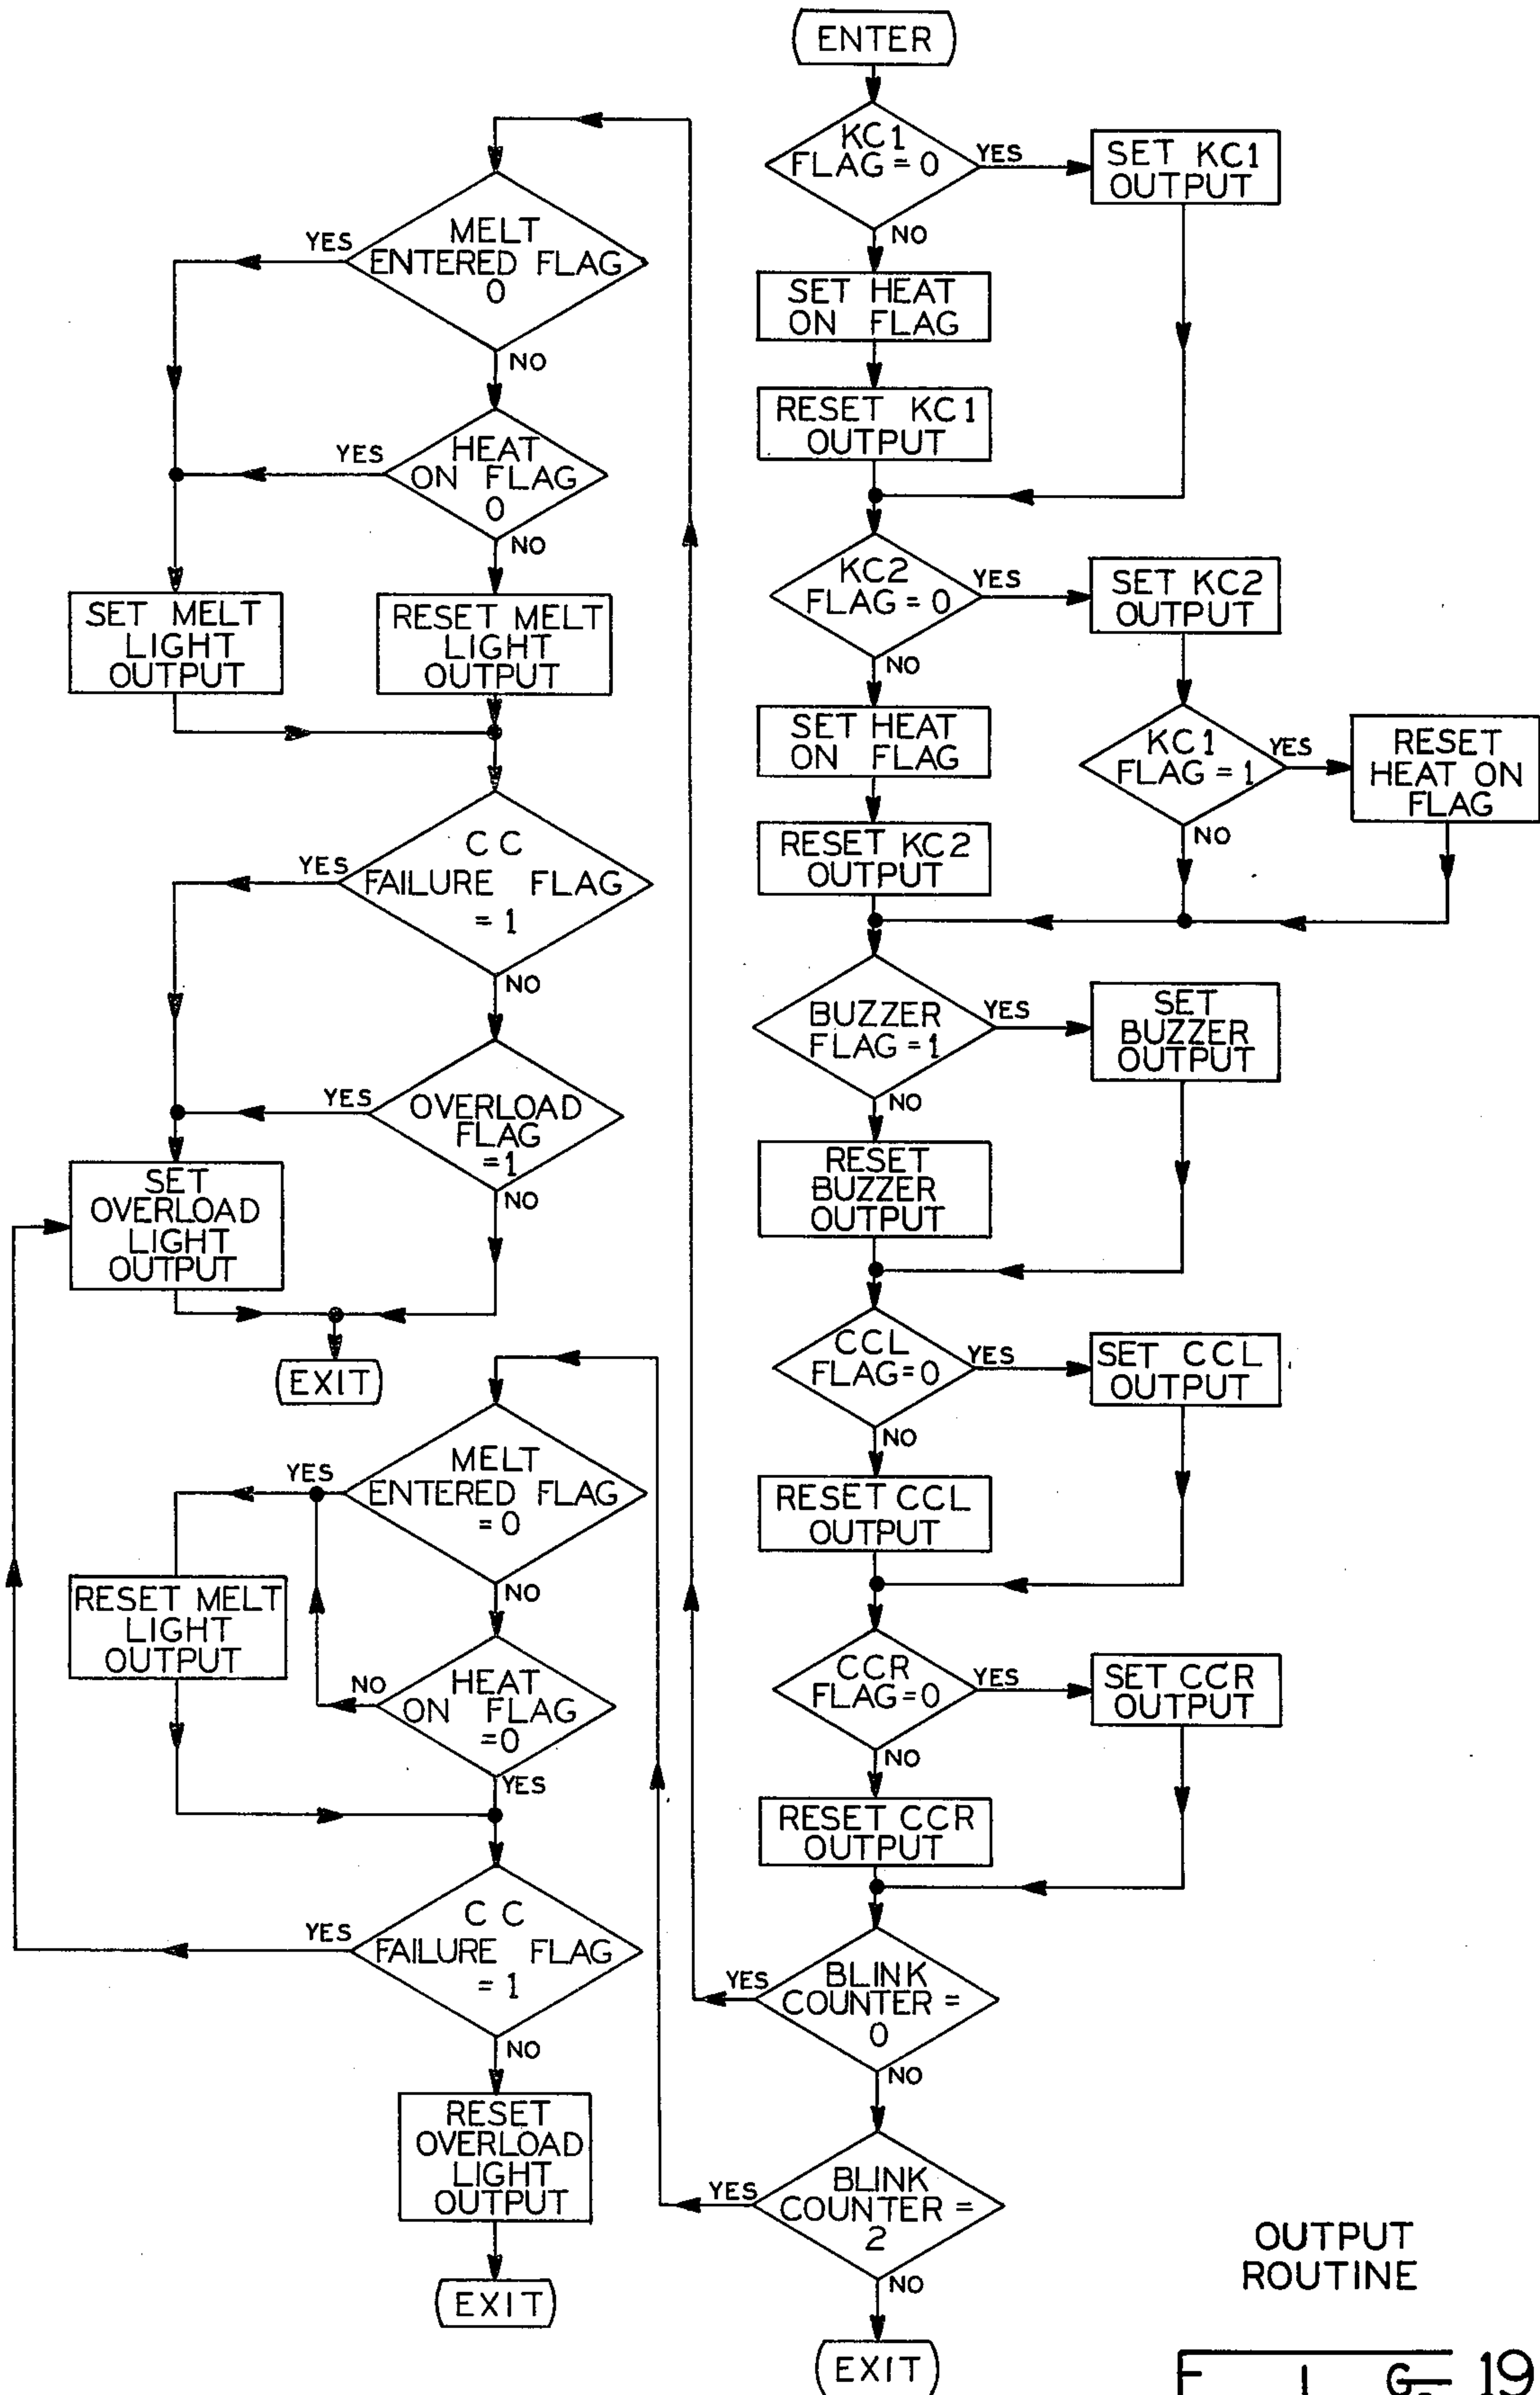 ENTER
KC1
FLAG = 0
YES
SET KC1
OUTPUT
NO
SET HEAT
ON FLAG
RESET KC1
OUTPUT
KC2
FLAG = 0
YES
SET KC2
OUTPUT
NO
SET HEAT
ON FLAG
KC1
FLAG = 1
YES
RESET
HEAT ON
FLAG
NO
RESET KC2
OUTPUT
BUZZER
FLAG = 1
YES
SET
BUZZER
OUTPUT
NO
RESET
BUZZER
OUTPUT
CCL
FLAG=0
YES
SET CCL
OUTPUT
NO
RESET CCL
OUTPUT
CCR
FLAG=0
YES
SET CCR
OUTPUT
NO
RESET CCR
OUTPUT
BLINK
COUNTER =
0
YES
NO
BLINK
COUNTER =
2
YES
NO
EXIT
MELT
ENTERED FLAG
0
YES
NO
HEAT
ON FLAG
0
YES
NO
SET MELT
LIGHT
OUTPUT
RESET MELT
LIGHT
OUTPUT
C C
FAILURE FLAG
= 1
YES
NO
OVERLOAD
FLAG
=1
YES
NO
SET
OVERLOAD
LIGHT
OUTPUT
EXIT
MELT
ENTERED FLAG
= 0
YES
NO
RESET MELT
LIGHT
OUTPUT
HEAT
ON FLAG
=0
NO
YES
C C
FAILURE FLAG
= 1
YES
NO
RESET
OVERLOAD
LIGHT
OUTPUT
EXIT
OUTPUT
ROUTINE
19